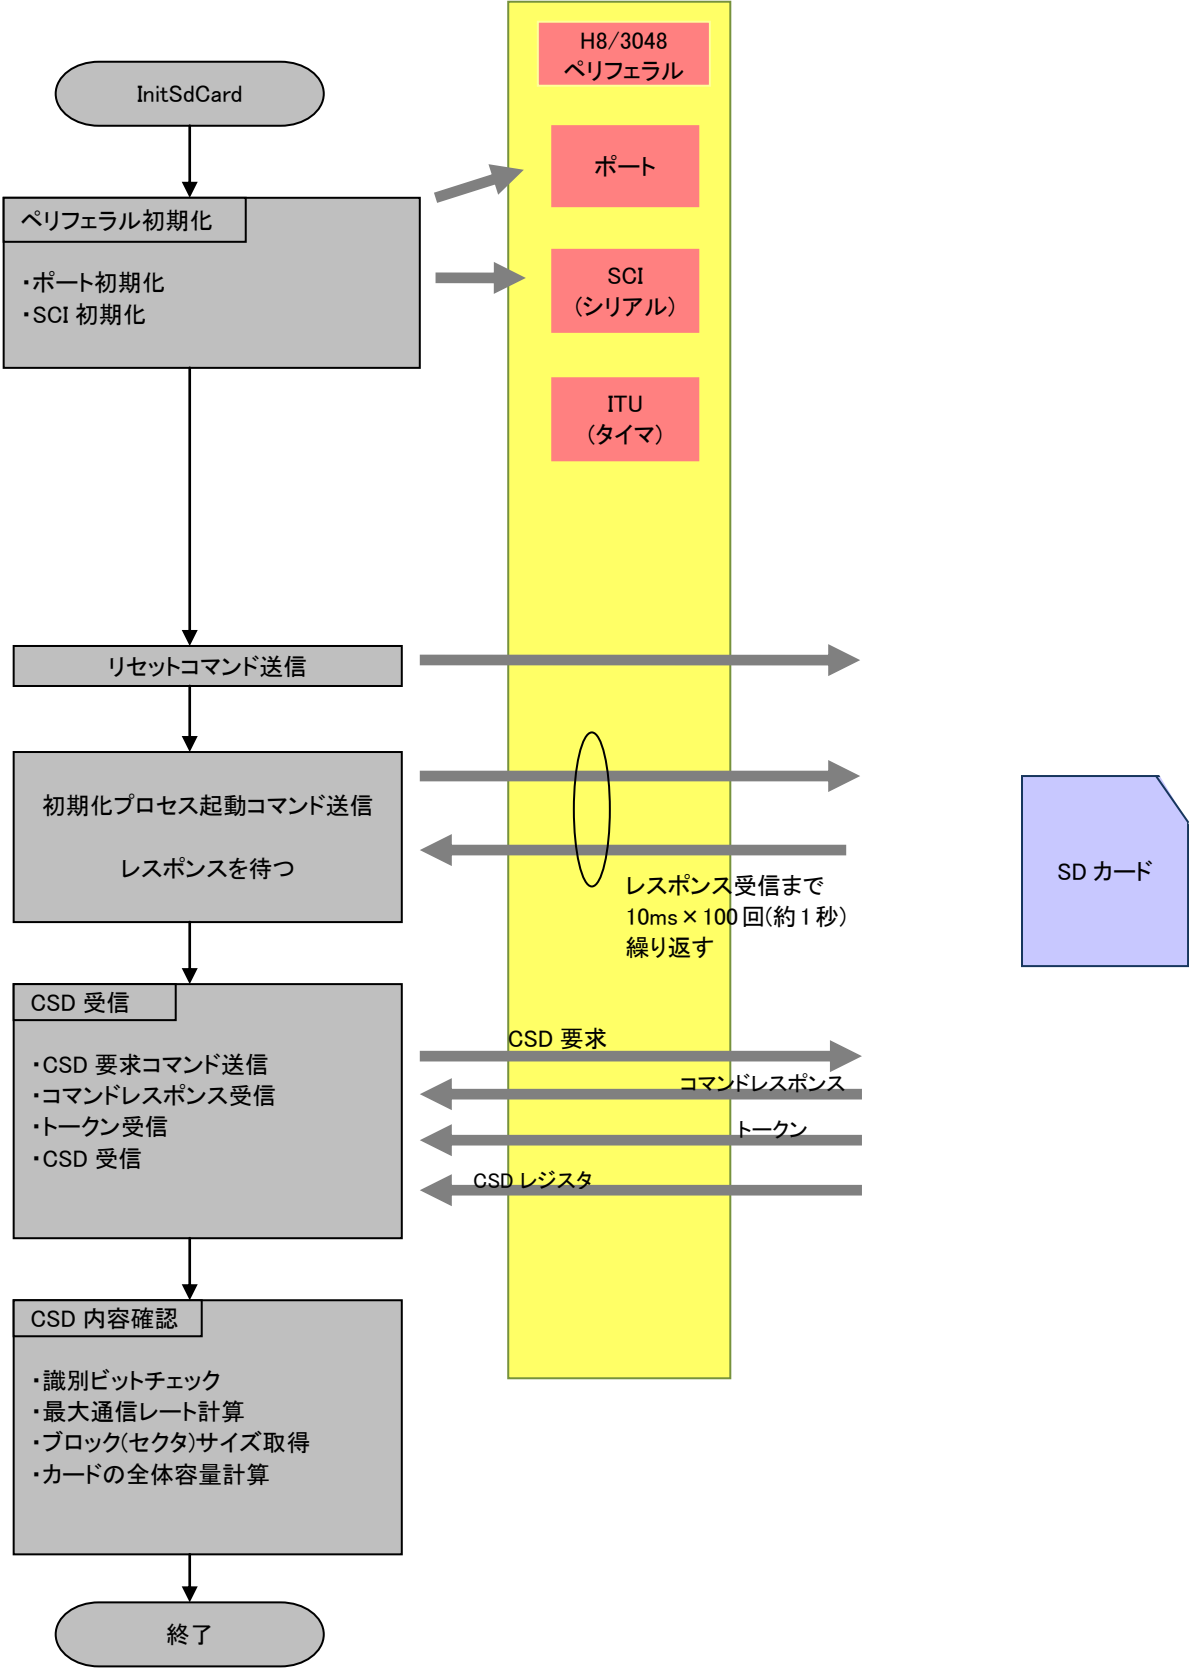 H8/3048
ペリフェラル
InitSdCard
ポート
ペリフェラル初期化
・ポート初期化
・SCI 初期化
SCI
(シリアル)
ITU
(タイマ)
リセットコマンド送信
初期化プロセス起動コマンド送信
レスポンスを待つ
レスポンス受信まで
10ms×100回(約1秒)
繰り返す
SD カード
CSD 受信
・CSD 要求コマンド送信
・コマンドレスポンス受信
・トークン受信
・CSD 受信
CSD 要求
コマンドレスポンス
トークン
CSD レジスタ
CSD 内容確認
・識別ビットチェック
・最大通信レート計算
・ブロック(セクタ)サイズ取得
・カードの全体容量計算
終了